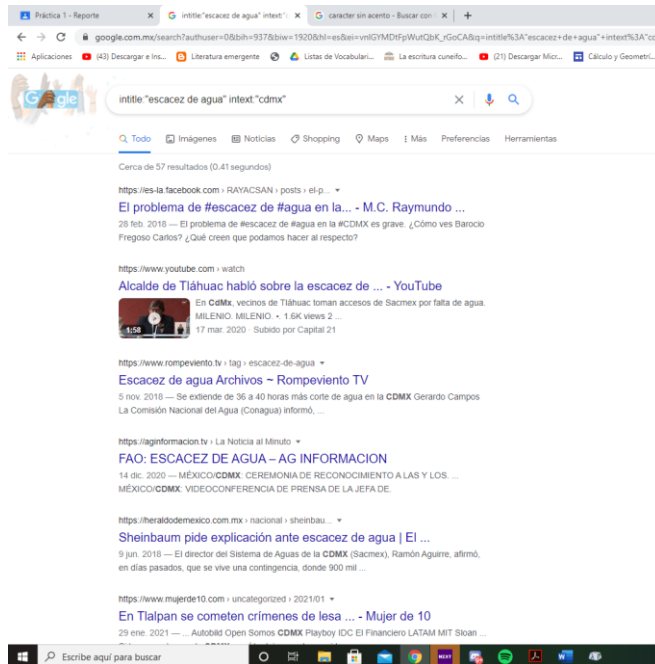 Práctica 1 - Reporte
intitle:"escacez de agua" intext:"c
caracter sin acento - Buscar con
google.com.mx/search?authuser=0&bih=937&biw=1920&hl=es&ei=
Aplicaciones
(43) Descargar e Ins...
Literatura emergente
Listas de Vocabulari...
La escritura cuneifo...
(21) Descargar Micr...
Cálculo y Geometrí...
intitle:"escacez de agua" intext:"cdmx"
Todo
Imágenes
Noticias
Shopping
Maps
Más
Preferencias
Herramientas
Cerca de 57 resultados (0.41 segundos)
https://es-la.facebook.com › RAYACSAN › posts › el-p...
El problema de #escacez de #agua en la... - M.C. Raymundo ...
28 feb. 2018 — El problema de #escacez de #agua en la #CDMX es grave. ¿Cómo ves Barocio
Fregoso Carlos? ¿Qué creen que podamos hacer al respecto?
https://www.youtube.com › watch
Alcalde de Tláhuac habló sobre la escacez de ... - YouTube
En CdMx, vecinos de Tláhuac toman accesos de Sacmex por falta de agua.
MILENIO. MILENIO. •. 1.6K views 2 ...
1:58
17 mar. 2020 · Subido por Capital 21
https://www.rompeviento.tv › tag › escacez-de-agua
Escacez de agua Archivos ~ Rompeviento TV
5 nov. 2018 — Se extiende de 36 a 40 horas más corte de agua en la CDMX Gerardo Campos
La Comisión Nacional del Agua (Conagua) informó, ...
https://aginformacion.tv › La Noticia al Minuto
FAO: ESCACEZ DE AGUA – AG INFORMACION
14 dic. 2020 — MÉXICO/CDMX: CEREMONIA DE RECONOCIMIENTO A LAS Y LOS. ...
MÉXICO/CDMX: VIDEOCONFERENCIA DE PRENSA DE LA JEFA DE.
https://heraldodemexico.com.mx › nacional › sheinbau...
Sheinbaum pide explicación ante escacez de agua | El ...
9 jun. 2018 — El director del Sistema de Aguas de la CDMX (Sacmex), Ramón Aguirre, afirmó,
en días pasados, que se vive una contingencia, donde 900 mil ...
https://www.mujerde10.com › uncategorized › 2021/01
En Tlalpan se cometen crímenes de lesa ... - Mujer de 10
29 ene. 2021 — ... Autobild Open Somos CDMX Playboy IDC El Financiero LATAM MIT Sloan ...
Escribe aquí para buscar
NEXT